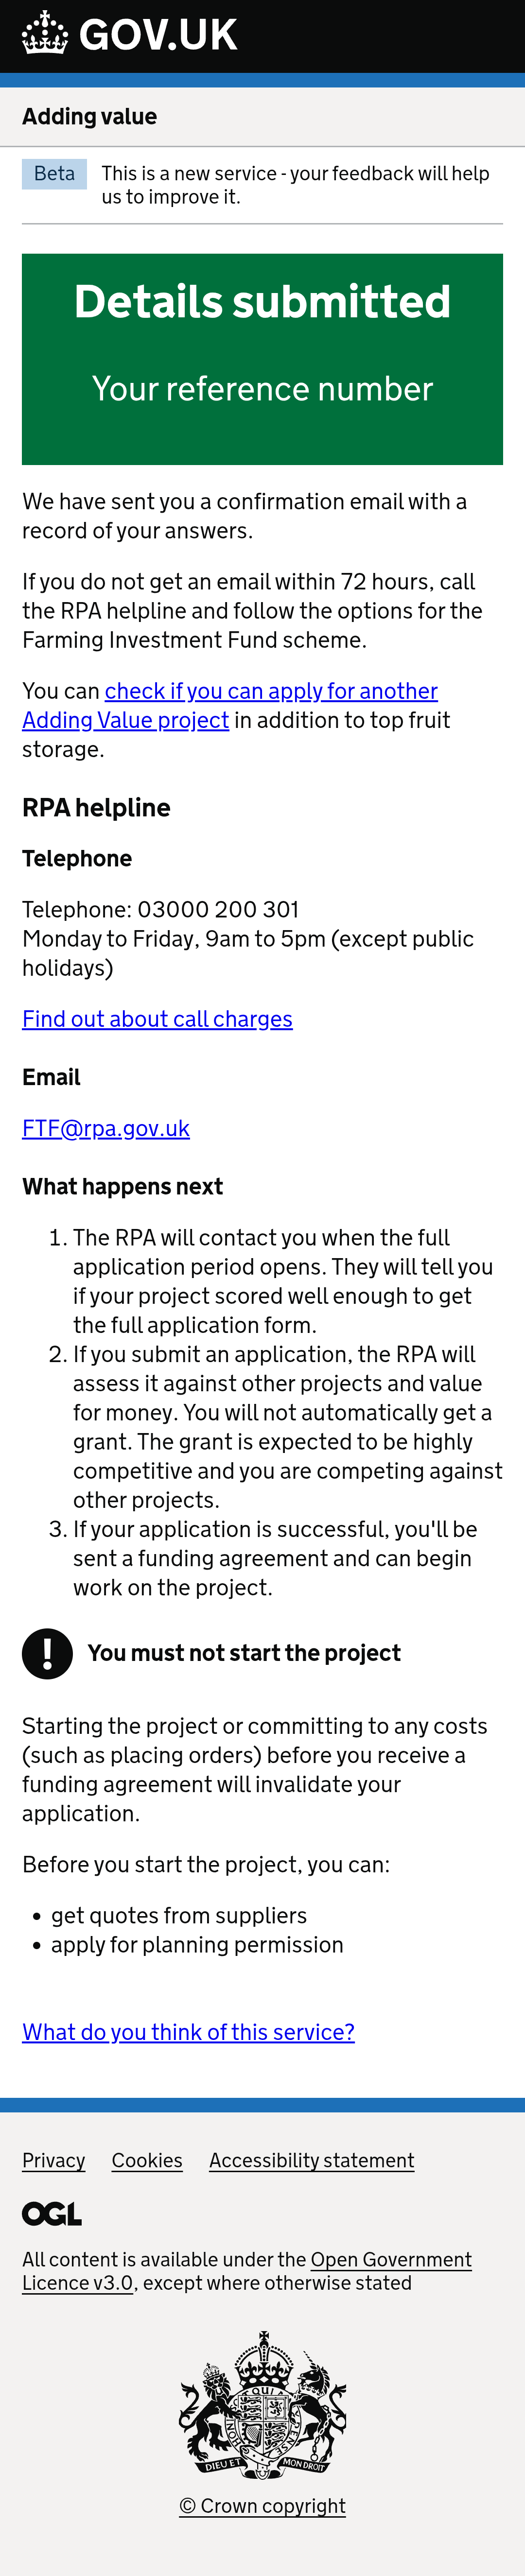 GOV.UK
Adding value
Beta
This is a new service - your feedback will help
us to improve it.
Details submitted
Your reference number
We have sent you a confirmation email with a
record of your answers.
If you do not get an email within 72 hours, call
the RPA helpline and follow the options for the
Farming Investment Fund scheme.
You can check if you can apply for another
Adding Value project in addition to top fruit
storage.
RPA helpline
Telephone
Telephone: 03000 200 301
Monday to Friday, 9am to 5pm (except public
holidays)
Find out about call charges
Email
FTF@rpa.gov.uk
What happens next
1. The RPA will contact you when the full
application period opens. They will tell you
if your project scored well enough to get
the full application form.
2. If you submit an application, the RPA will
assess it against other projects and value
for money. You will not automatically get a
grant. The grant is expected to be highly
competitive and you are competing against
other projects.
3. If your application is successful, you'll be
sent a funding agreement and can begin
work on the project.
! You must not start the project
Starting the project or committing to any costs
(such as placing orders) before you receive a
funding agreement will invalidate your
application.
Before you start the project, you can:
• get quotes from suppliers
• apply for planning permission
What do you think of this service?
Privacy Cookies Accessibility statement
OGL
All content is available under the Open Government
Licence v3.0, except where otherwise stated
DIEU ET MON DROIT
© Crown copyright